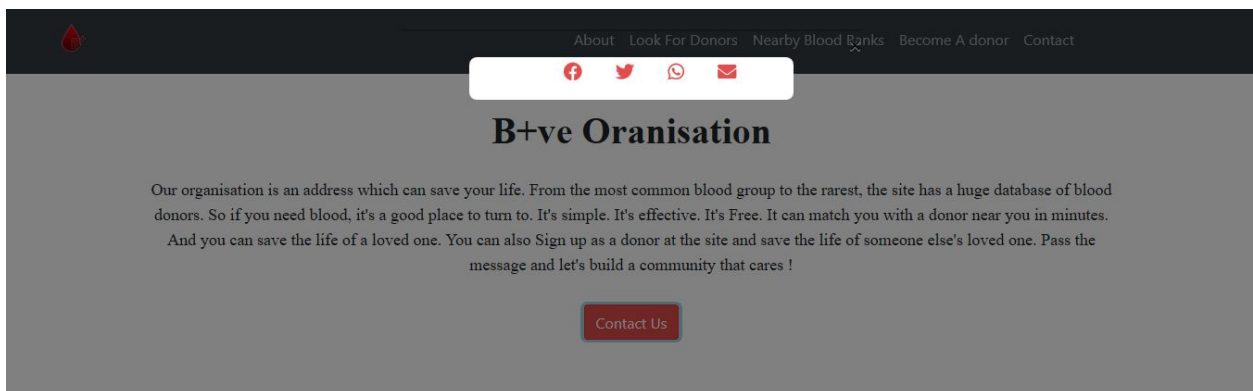 About Look For Donors Nearby Blood Banks Become A donor Contact
B+ve Oranisation
Our organisation is an address which can save your life. From the most common blood group to the rarest, the site has a huge database of blood
donors. So if you need blood, it's a good place to turn to. It's simple. It's effective. It's Free. It can match you with a donor near you in minutes.
And you can save the life of a loved one. You can also Sign up as a donor at the site and save the life of someone else's loved one. Pass the
message and let's build a community that cares !
Contact Us